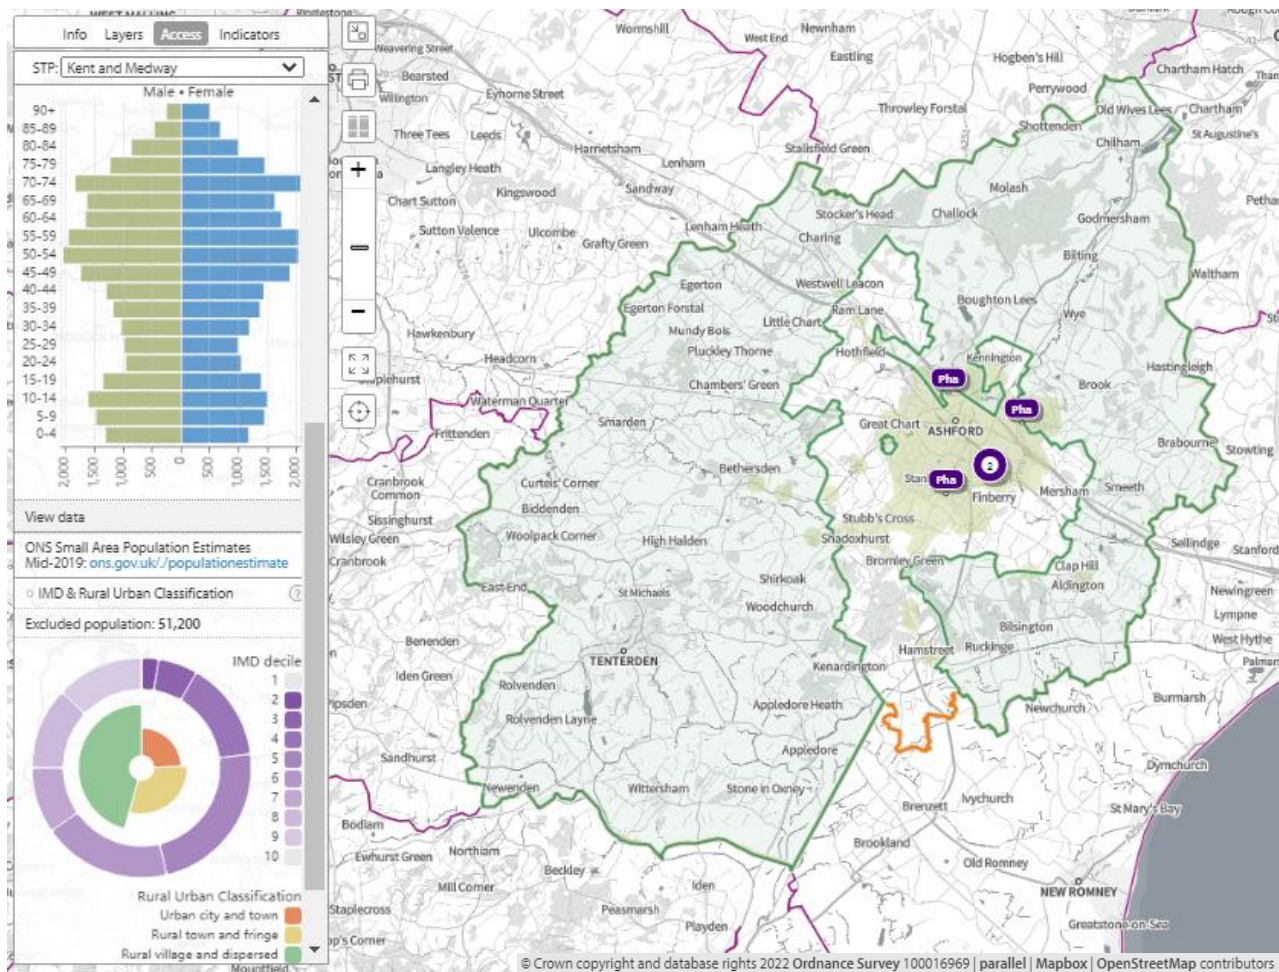 Info Layers Access Indicators
STP: Kent and Medway
Male • Female
90+
85-89
80-84
75-79
70-74
65-69
60-64
55-59
50-54
45-49
40-44
35-39
30-34
25-29
20-24
15-19
10-14
5-9
0-4
2,000 1,500 1,000 500 0 500 1,000 1,500 2,000
View data
ONS Small Area Population Estimates
Mid-2019: ons.gov.uk/./populationestimate
IMD & Rural Urban Classification
?
Excluded population: 51,200
IMD decile
1
2
3
4
5
6
7
8
9
10
Rural Urban Classification
Urban city and town
Rural town and fringe
Rural village and dispersed
Mountfield
WEST MALLING
Ringlestone
Wormshill
West End
Newnham
Eastling
Hogben's Hill
Weavering Street
Bearsted
Willington
Eyhorne Street
Perrywood
Chartham Hatch
Throwley Forstal
Old Wives Lees
Chartham
Three Tees
Leeds
Harrietsham
Shottenden
St Augustine's
Langley Heath
Lenham
Stalisfield Green
Chilham
Chart Sutton
Kingswood
Sandway
Molash
Sutton Valence
Ulcombe
Grafty Green
Lenham Heath
Stocker's Head
Challock
Godmersham
Charing
Bilting
Waltham
Egerton
Westwell Leacon
Boughton Lees
Egerton Forstal
Little Chart
Ram Lane
Wye
Hawkenbury
Mundy Bois
Pluckley Thorne
Hothfield
Kennington
Headcorn
Hastingleigh
Chambers' Green
Pha
Brook
Waterman Quarter
Pha
Smarden
Great Chart
ASHFORD
Frittenden
Brabourne
Stowting
Bethersden
2
Cranbrook
Common
Curteis' Corner
Pha
Finberry
Mersham
Smeeth
Sissinghurst
Biddenden
Stubb's Cross
Wilsley Green
Woolpack Corner
High Halden
Shadoxhurst
Sellindge
Stanford
Cranbrook
Bromley Green
Clap Hill
Aldington
East End
St Michaels
Shirkoak
Newingreen
Woodchurch
Lympne
Bilsington
West Hythe
Benenden
TENTERDEN
Hamstreet
Ruckinge
Iden Green
Rolvenden
Kenardington
Burmarsh
Rolvenden Layne
Appledore Heath
Newchurch
Sandhurst
Appledore
Dymchurch
Newenden
Wittersham
Stone in Oxney
Ivychurch
Brenzett
St Mary's Bay
Bodiam
Brookland
Ewhurst Green
Northiam
Beckley
Old Romney
Mill Corner
Iden
NEW ROMNEY
Staplecross
Peasmarsh
Playden
Greatstone-on-Sea
© Crown copyright and database rights 2022 Ordnance Survey 100016969 | parallel | Mapbox | OpenStreetMap contributors